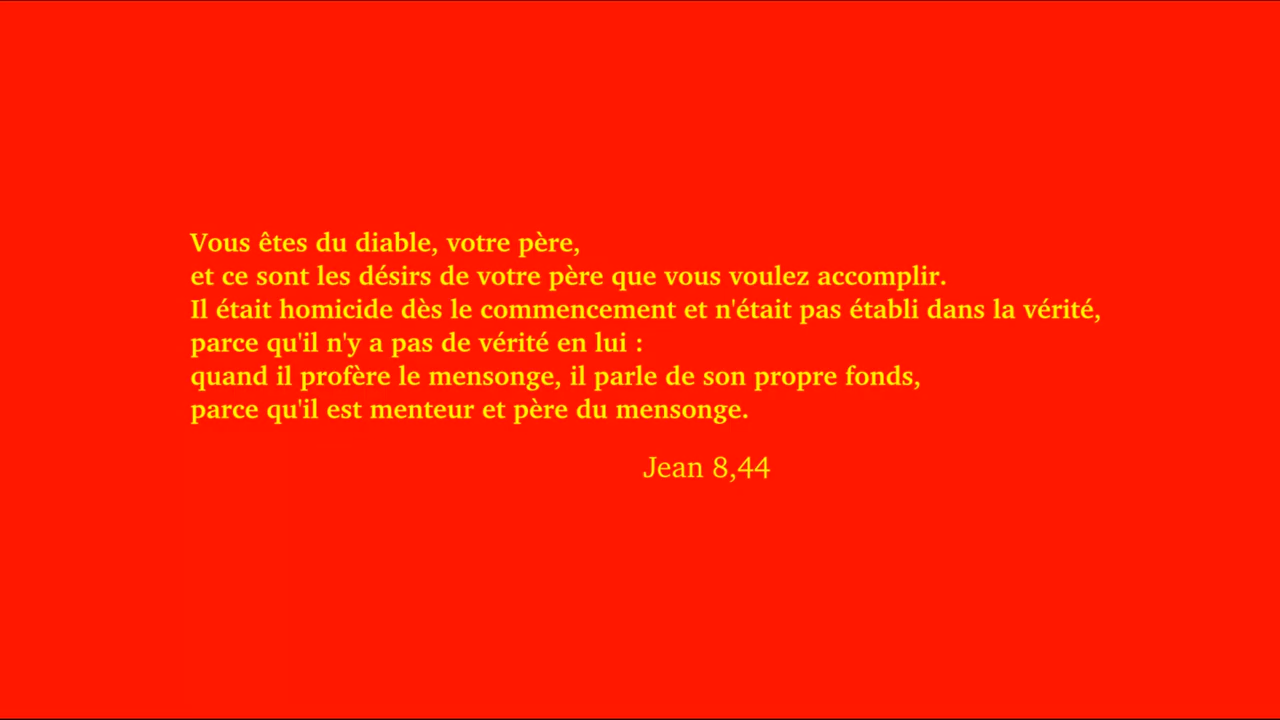 Vous êtes du diable, votre père,
et ce sont les désirs de votre père que vous voulez accomplir.
Il était homicide dès le commencement et n'était pas établi dans la vérité,
parce qu'il n'y a pas de vérité en lui :
quand il profère le mensonge, il parle de son propre fonds,
parce qu'il est menteur et père du mensonge.
Jean 8,44